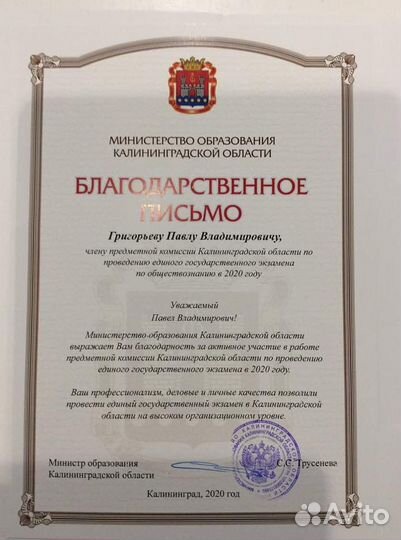 МИНИСТЕРСТВО ОБРАЗОВАНИЯ
КАЛИНИНГРАДСКОЙ ОБЛАСТИ
БЛАГОДАРСТВЕННОЕ
ПИСЬМО
Григорьеву Павлу Владимировичу,
члену предметной комиссии Калининградской области по
проведению единого государственного экзамена
по обществознанию в 2020 году
Уважаемый
Павел Владимирович!
Министерство образования Калининградской области
выражает Вам благодарность за активное участие в работе
предметной комиссии Калининградской области по проведению
единого государственного экзамена в 2020 году.
Ваш профессионализм, деловые и личные качества позволили
провести единый государственный экзамен в Калининградской
области на высоком организационном уровне.
Министр образования
Калининградской области
С.С. Трусенева
Калининград, 2020 год
Avito